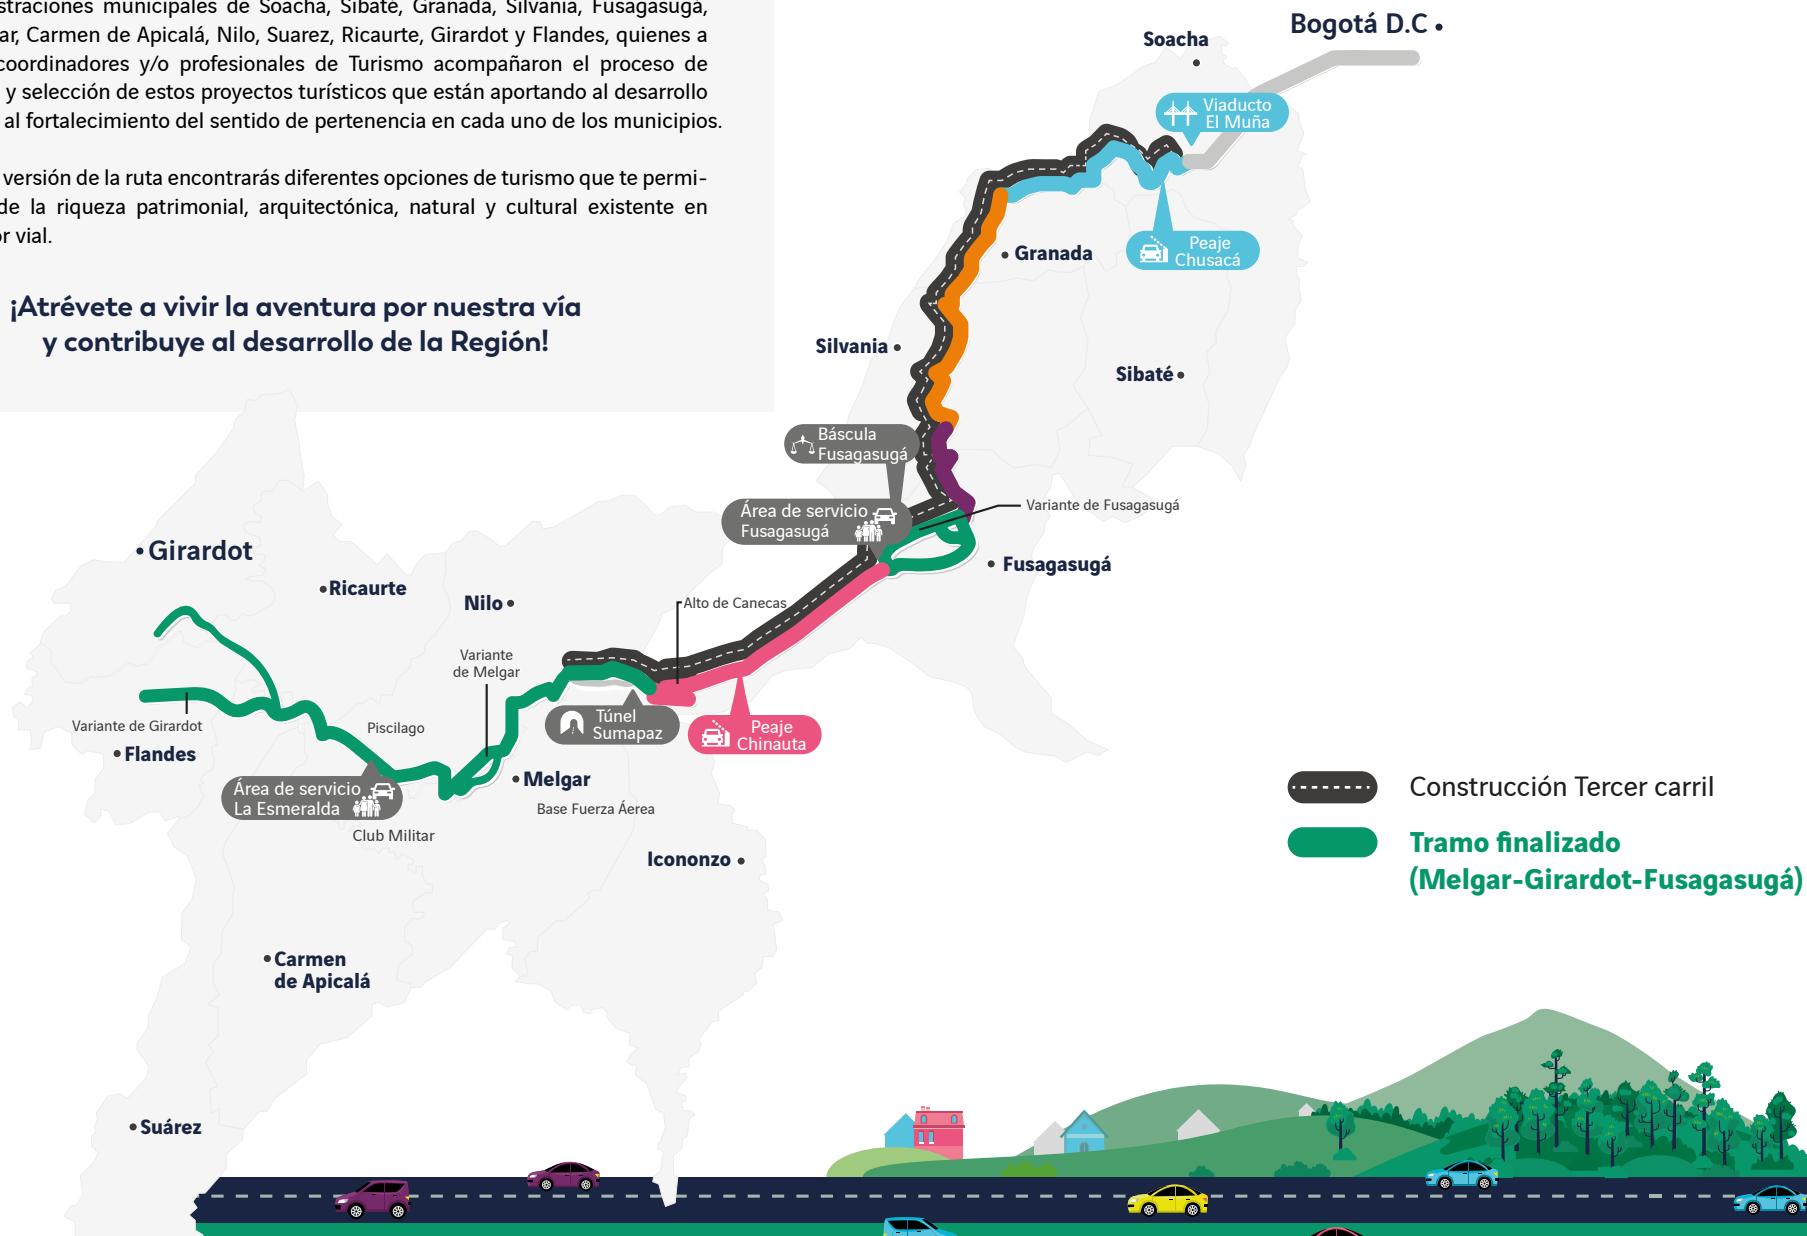 straciones municipales de Soacha, Sibaté, Granada, Silvania, Fusagasugá,
ar, Carmen de Apicalá, Nilo, Suarez, Ricaurte, Girardot y Flandes, quienes a
coordinadores y/o profesionales de Turismo acompañaron el proceso de
y selección de estos proyectos turísticos que están aportando al desarrollo
al fortalecimiento del sentido de pertenencia en cada uno de los municipios.
versión de la ruta encontrarás diferentes opciones de turismo que te permi-
de la riqueza patrimonial, arquitectónica, natural y cultural existente en
or vial.
¡Atrévete a vivir la aventura por nuestra vía
y contribuye al desarrollo de la Región!
Bogotá D.C
Soacha
Viaducto
El Muña
Peaje
Chusacá
Granada
Silvania
Sibaté
Báscula
Fusagasugá
Área de servicio
Fusagasugá
Variante de Fusagasugá
Fusagasugá
Girardot
Ricaurte
Nilo
Alto de Canecas
Variante
de Melgar
Variante de Girardot
Piscilago
Túnel
Sumapaz
Peaje
Chinauta
Flandes
Área de servicio
La Esmeralda
Melgar
Base Fuerza Áerea
Club Militar
Icononzo
Carmen
de Apicalá
Suárez
Construcción Tercer carril
Tramo finalizado
(Melgar-Girardot-Fusagasugá)